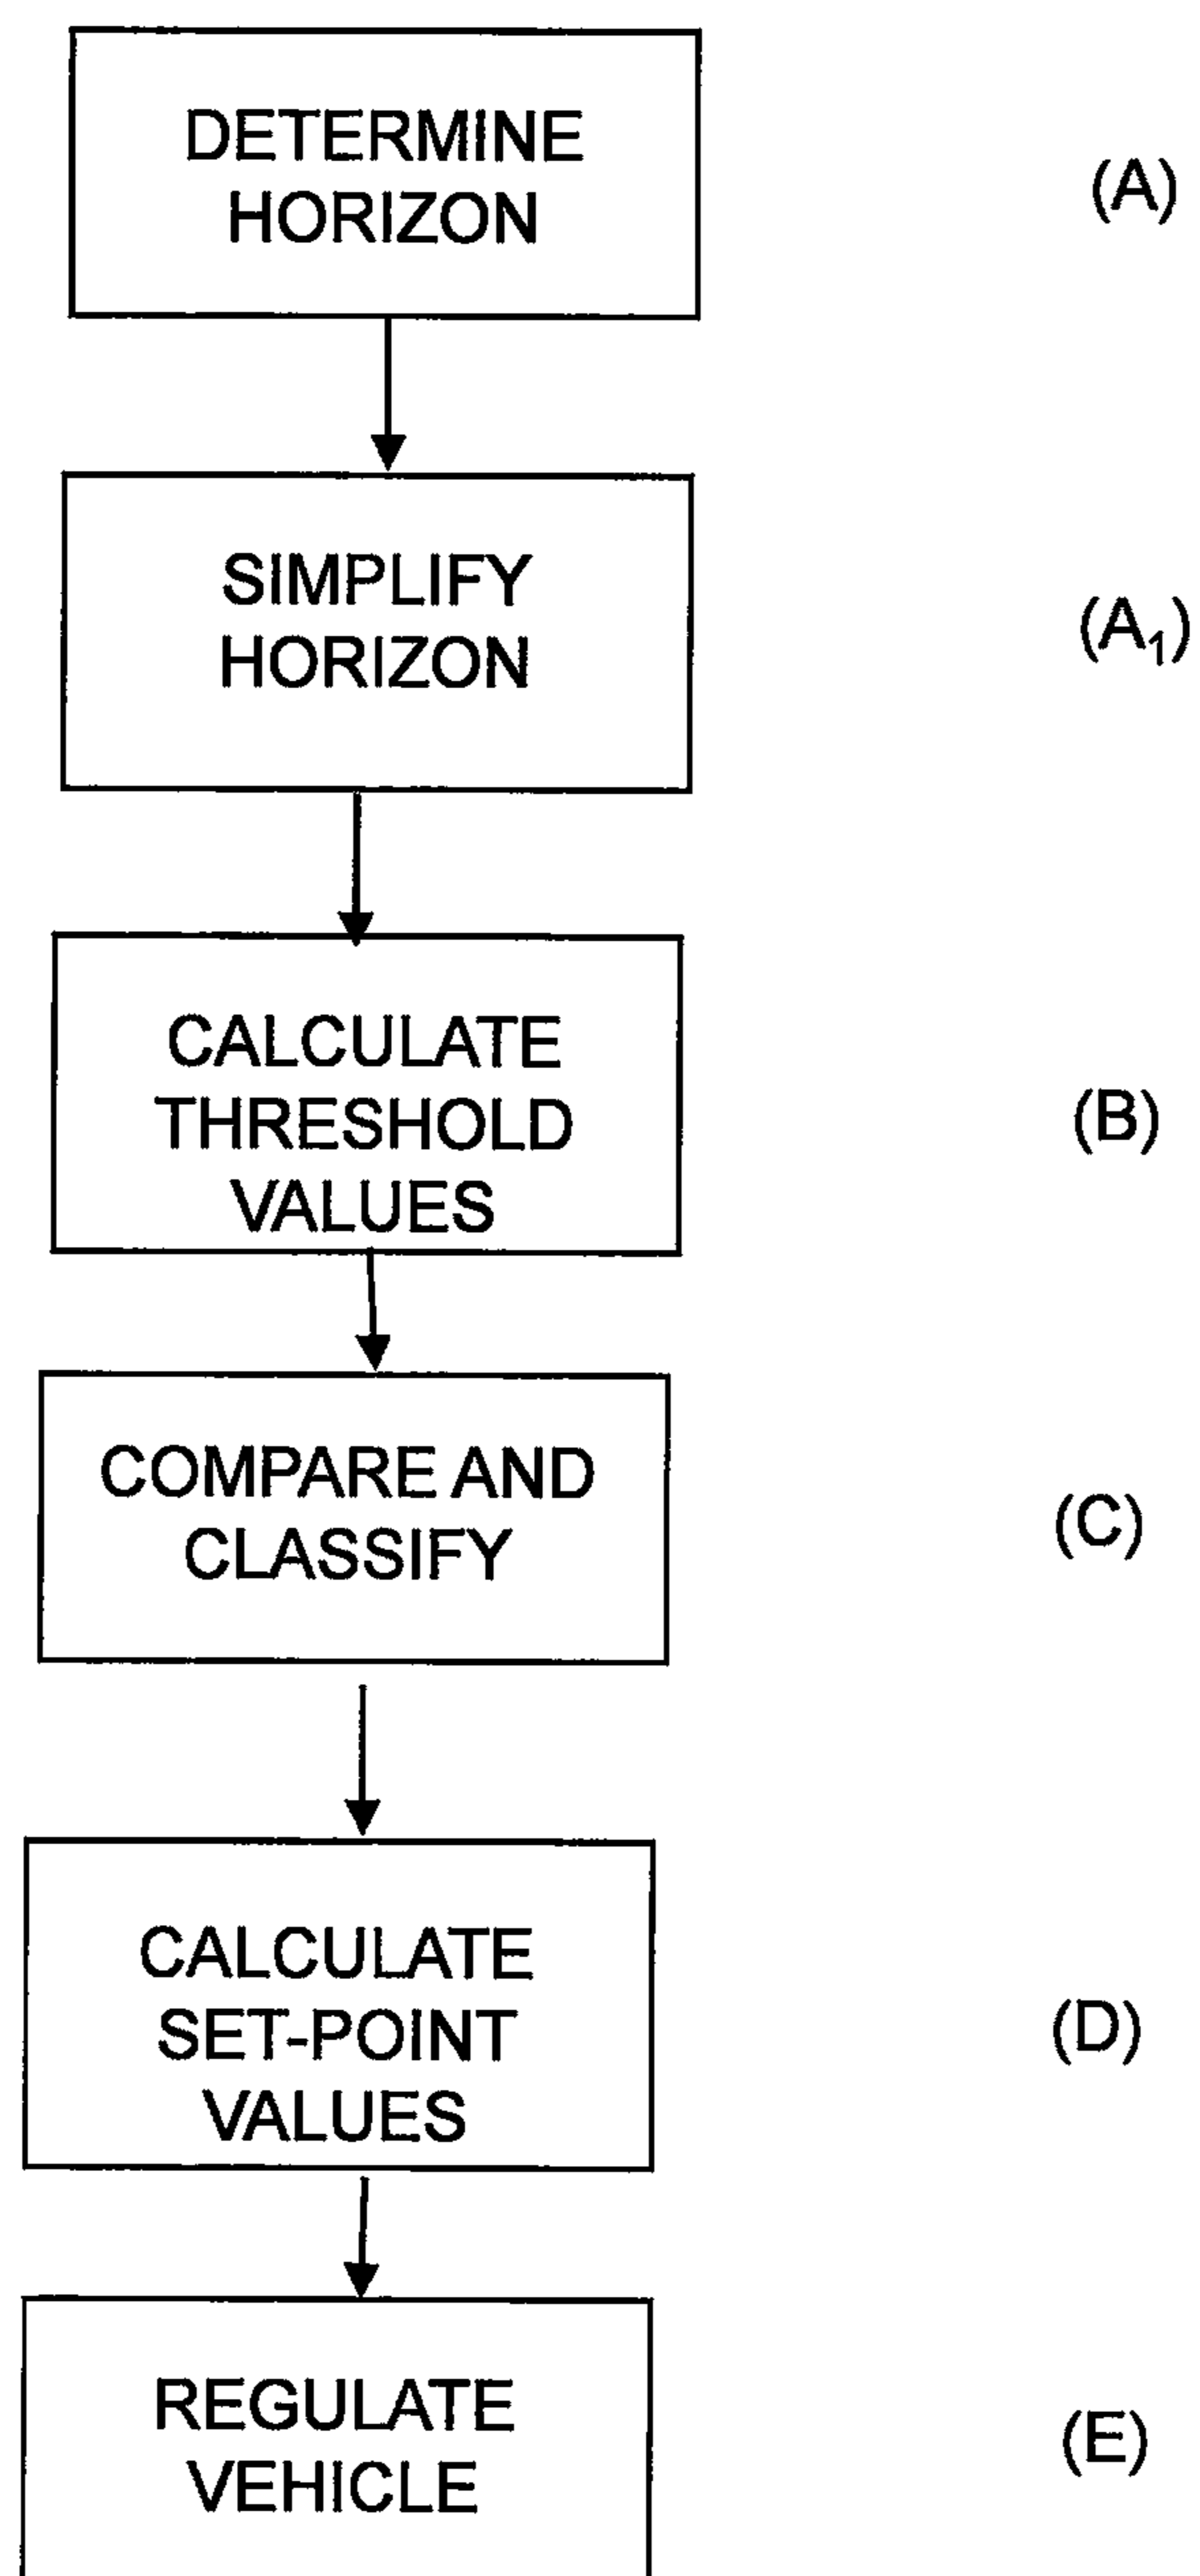 DETERMINE
HORIZON
(A)
SIMPLIFY
HORIZON
(A₁)
CALCULATE
THRESHOLD
VALUES
(B)
COMPARE AND
CLASSIFY
(C)
CALCULATE
SET-POINT
VALUES
(D)
REGULATE
VEHICLE
(E)